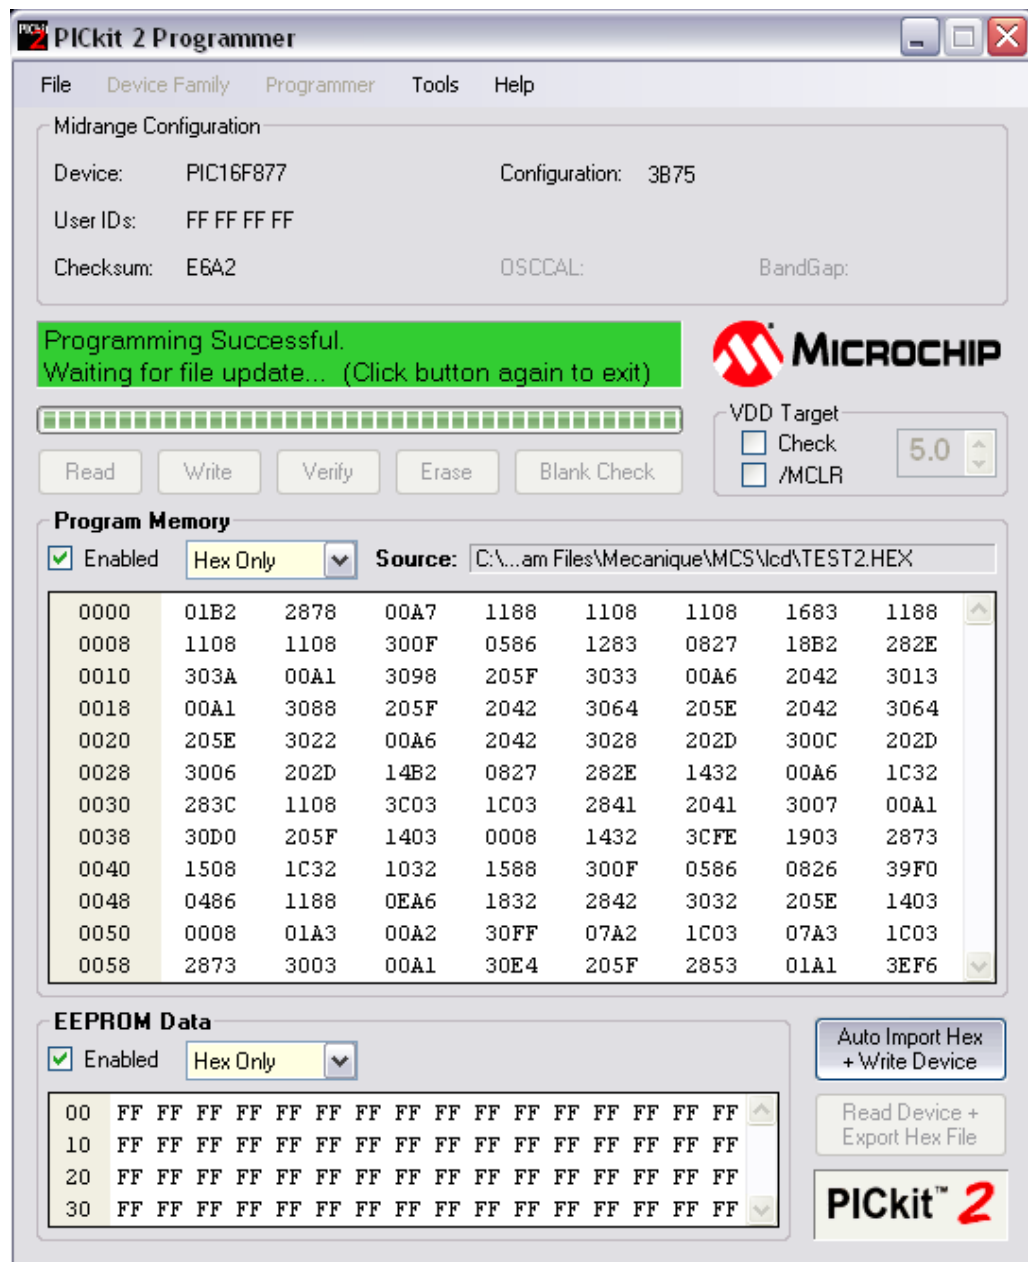 PICkit 2 Programmer
File Device Family Programmer Tools Help
Midrange Configuration
Device: PIC16F877 Configuration: 3B75
User IDs: FF FF FF FF
Checksum: E6A2 OSCCAL: BandGap:
Programming Successful.
Waiting for file update... (Click button again to exit)
MICROCHIP
VDD Target
Check
/MCLR
5.0
Read Write Verify Erase Blank Check
Program Memory
Enabled Hex Only Source: C:\...am Files\Mecanique\MCS\lcd\TEST2.HEX
0000 01B2 2878 00A7 1188 1108 1108 1683 1188
0008 1108 1108 300F 0586 1283 0827 18B2 282E
0010 303A 00A1 3098 205F 3033 00A6 2042 3013
0018 00A1 3088 205F 2042 3064 205E 2042 3064
0020 205E 3022 00A6 2042 3028 202D 300C 202D
0028 3006 202D 14B2 0827 282E 1432 00A6 1C32
0030 283C 1108 3C03 1C03 2841 2041 3007 00A1
0038 30D0 205F 1403 0008 1432 3CFE 1903 2873
0040 1508 1C32 1032 1588 300F 0586 0826 39F0
0048 0486 1188 0EA6 1832 2842 3032 205E 1403
0050 0008 01A3 00A2 30FF 07A2 1C03 07A3 1C03
0058 2873 3003 00A1 30E4 205F 2853 01A1 3EF6
EEPROM Data
Enabled Hex Only
00 FF FF FF FF FF FF FF FF FF FF FF FF FF FF FF FF
10 FF FF FF FF FF FF FF FF FF FF FF FF FF FF FF FF
20 FF FF FF FF FF FF FF FF FF FF FF FF FF FF FF FF
30 FF FF FF FF FF FF FF FF FF FF FF FF FF FF FF FF
Auto Import Hex
+ Write Device
Read Device +
Export Hex File
PICkit™ 2